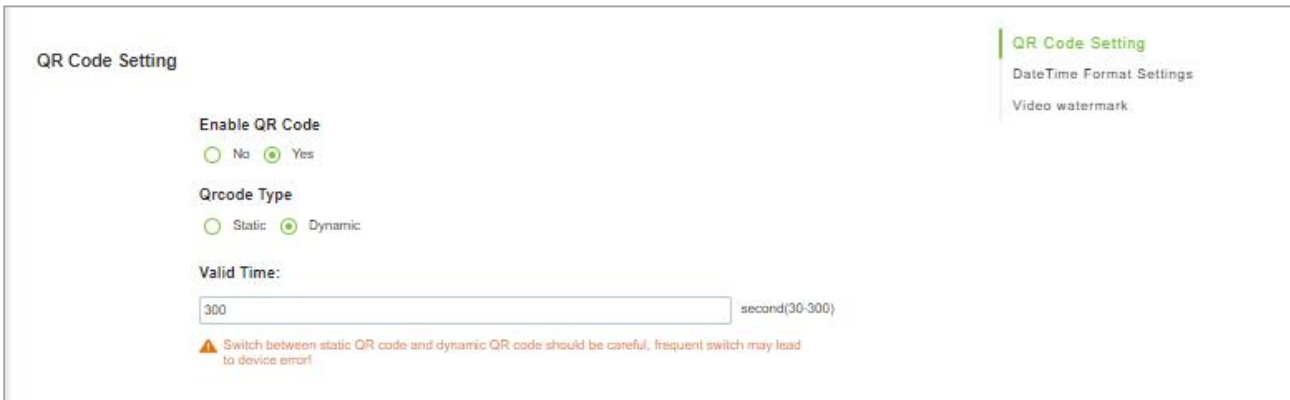 QR Code Setting
Enable QR Code
No Yes
Qrcode Type
Static Dynamic
Valid Time:
300 second(30-300)
Switch between static QR code and dynamic QR code should be careful, frequent switch may lead
to device error!
QR Code Setting
DateTime Format Settings
Video watermark